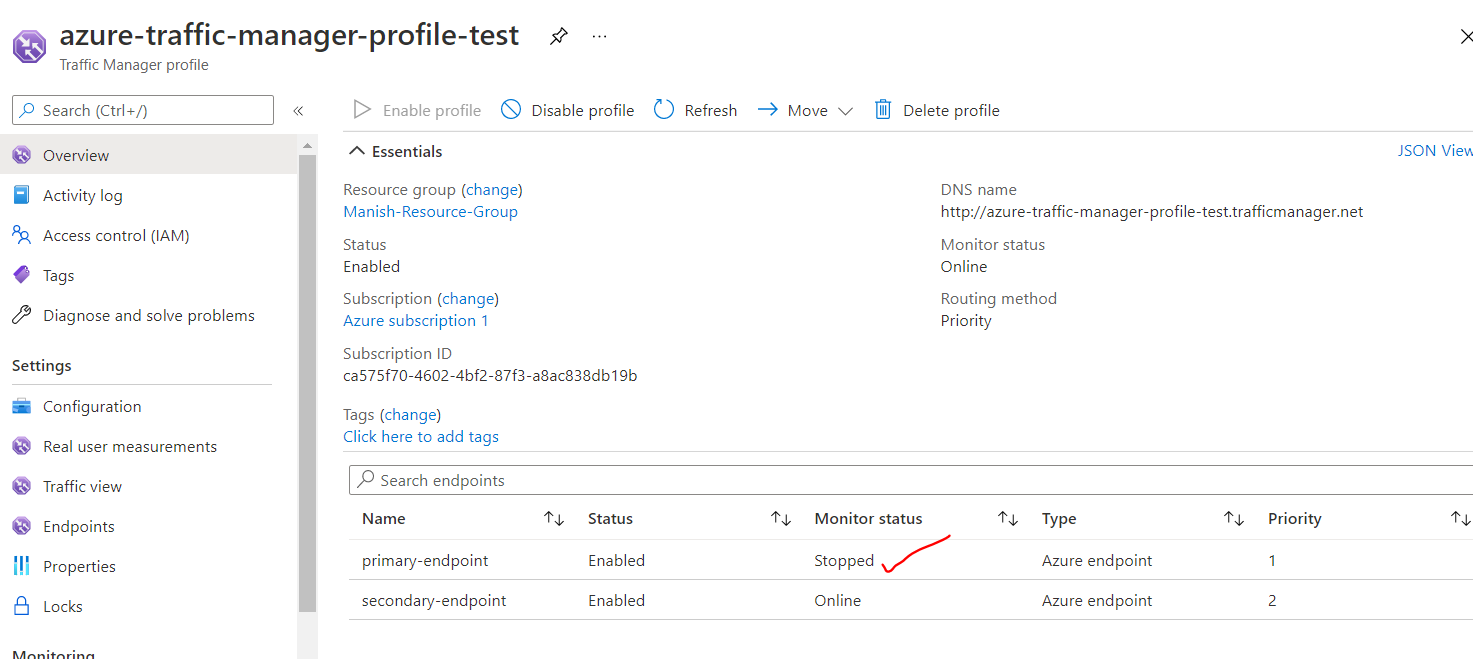 azure-traffic-manager-profile-test ...
Traffic Manager profile
Search (Ctrl+/) «
Overview
Activity log
Access control (IAM)
Tags
Diagnose and solve problems
Settings
Configuration
Real user measurements
Traffic view
Endpoints
Properties
Locks
Monitoring
Enable profile Disable profile Refresh Move Delete profile
Essentials JSON View
Resource group (change)
Manish-Resource-Group
Status
Enabled
Subscription (change)
Azure subscription 1
Subscription ID
ca575f70-4602-4bf2-87f3-a8ac838db19b
Tags (change)
Click here to add tags
DNS name
http://azure-traffic-manager-profile-test.trafficmanager.net
Monitor status
Online
Routing method
Priority
Search endpoints
Name Status Monitor status Type Priority
primary-endpoint Enabled Stopped Azure endpoint 1
secondary-endpoint Enabled Online Azure endpoint 2